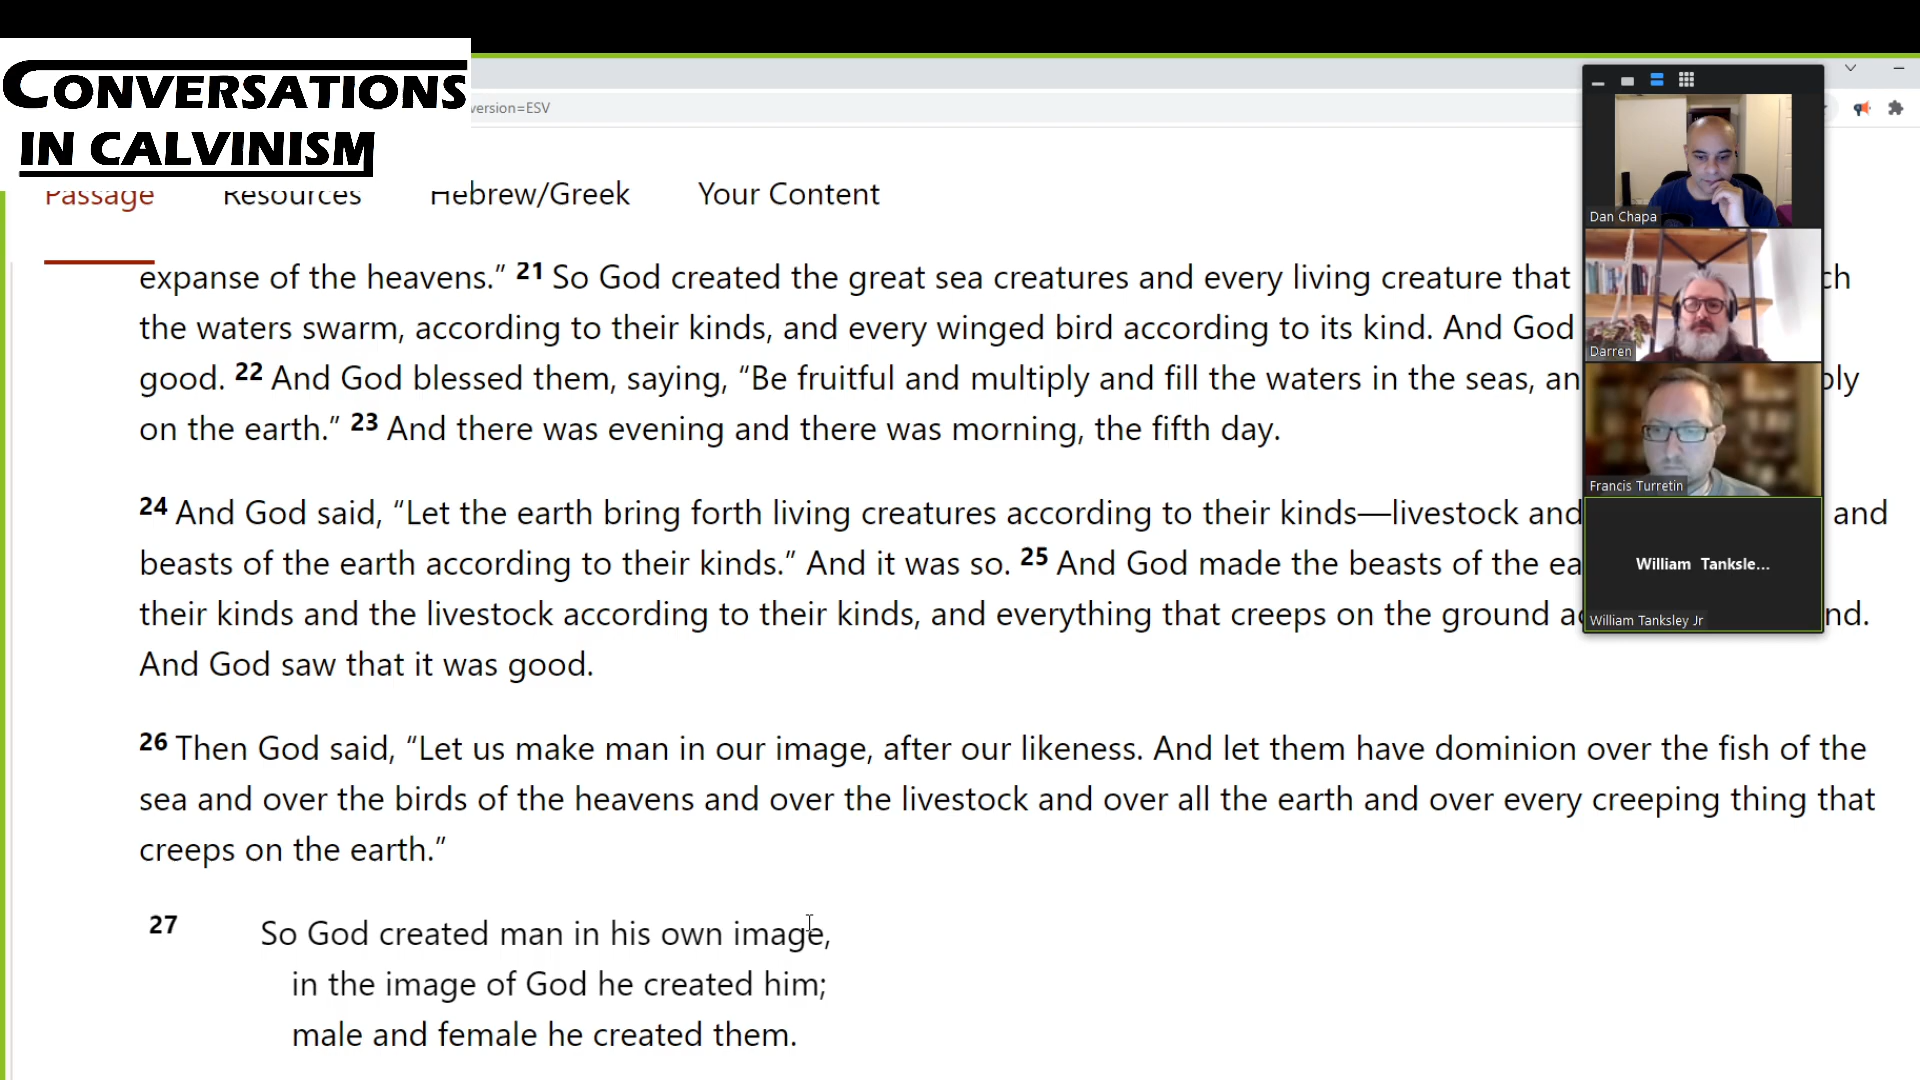 CONVERSATIONS
IN CALVINISM
version=ESV
Passage Resources Hebrew/Greek Your Content
expanse of the heavens.” 21 So God created the great sea creatures and every living creature that ch
the waters swarm, according to their kinds, and every winged bird according to its kind. And God
good. 22 And God blessed them, saying, “Be fruitful and multiply and fill the waters in the seas, an ply
on the earth.” 23 And there was evening and there was morning, the fifth day.
24 And God said, “Let the earth bring forth living creatures according to their kinds—livestock and and
beasts of the earth according to their kinds.” And it was so. 25 And God made the beasts of the ea
their kinds and the livestock according to their kinds, and everything that creeps on the ground ac nd.
And God saw that it was good.
26 Then God said, “Let us make man in our image, after our likeness. And let them have dominion over the fish of the
sea and over the birds of the heavens and over the livestock and over all the earth and over every creeping thing that
creeps on the earth.”
27 So God created man in his own image,
in the image of God he created him;
male and female he created them.
Dan Chapa
Darren
Francis Turretin
William Tanksle...
William Tanksley Jr